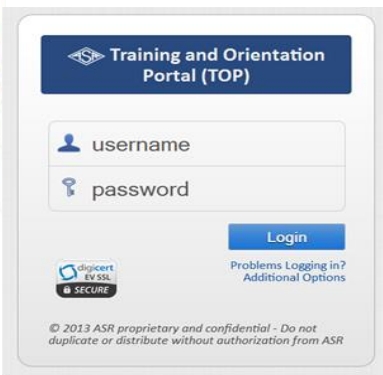 ASR Training and Orientation
Portal (TOP)
username
password
Login
digicert
EV SSL
SECURE
Problems Logging in?
Additional Options
© 2013 ASR proprietary and confidential - Do not
duplicate or distribute without authorization from ASR